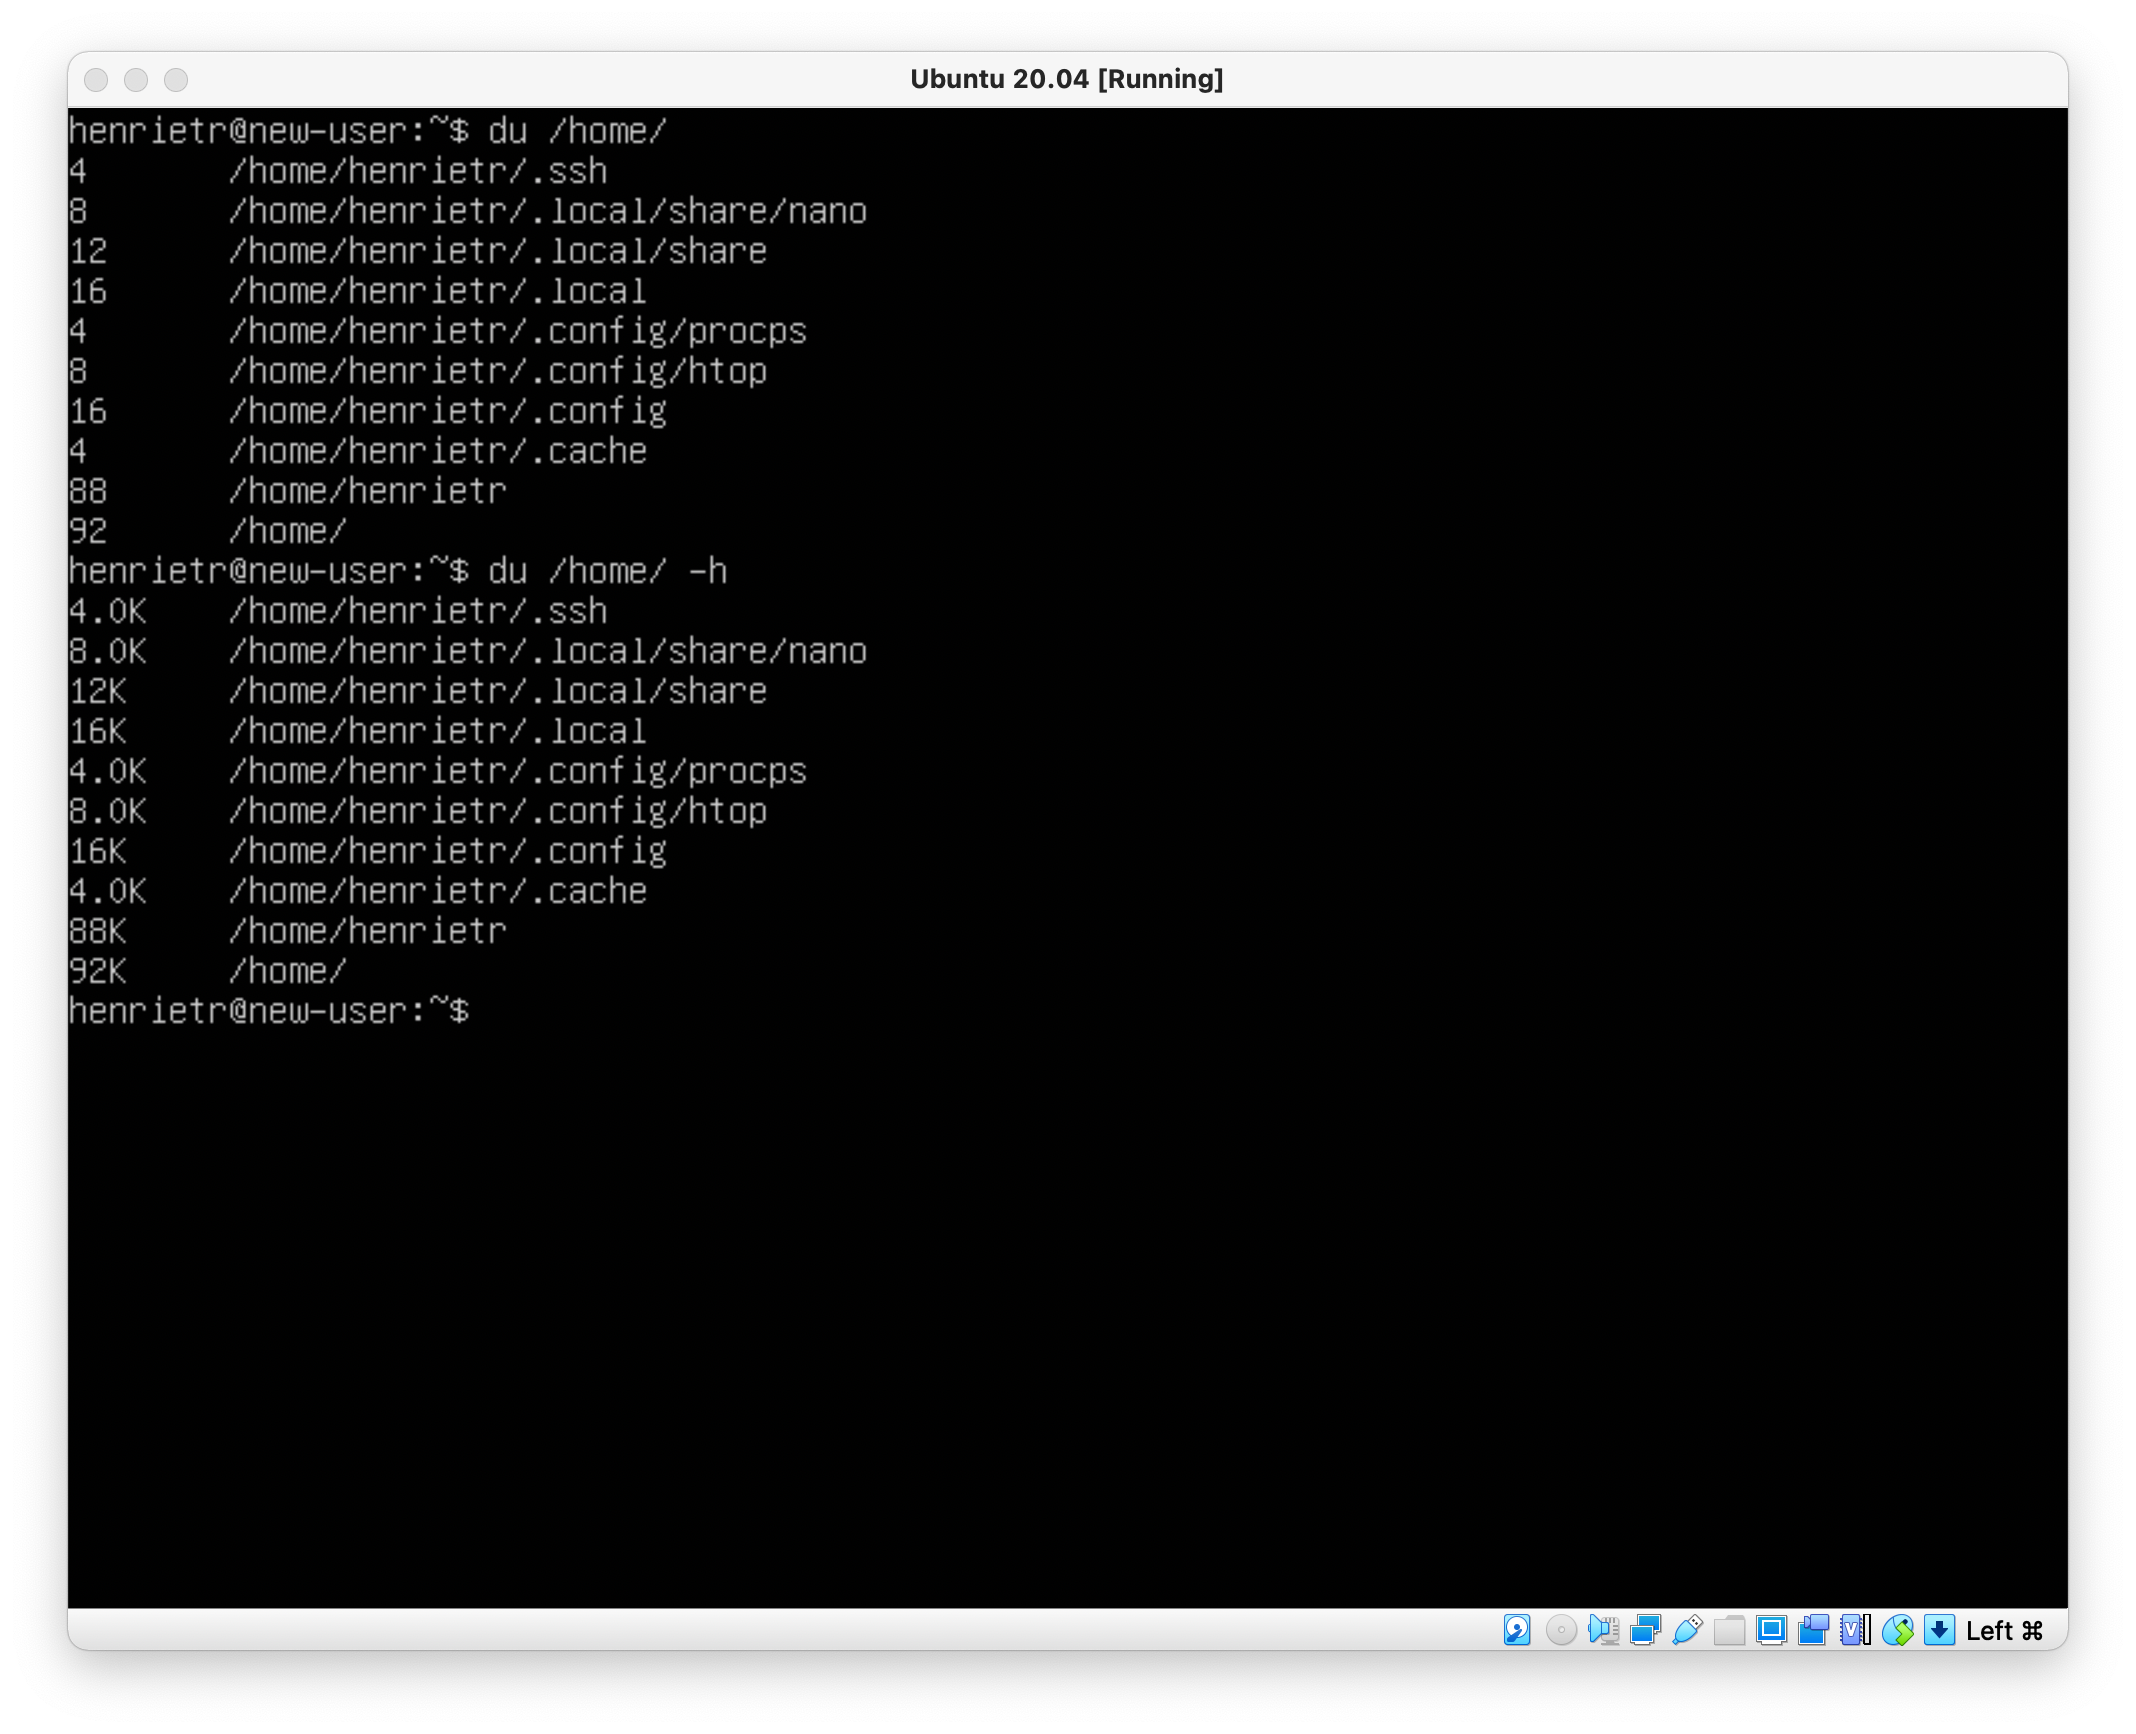 Ubuntu 20.04 [Running]
henrietr@new-user:~$ du /home/
4 /home/henrietr/.ssh
8 /home/henrietr/.local/share/nano
12 /home/henrietr/.local/share
16 /home/henrietr/.local
4 /home/henrietr/.config/procps
8 /home/henrietr/.config/htop
16 /home/henrietr/.config
4 /home/henrietr/.cache
88 /home/henrietr
92 /home/
henrietr@new-user:~$ du /home/ -h
4.0K /home/henrietr/.ssh
8.0K /home/henrietr/.local/share/nano
12K /home/henrietr/.local/share
16K /home/henrietr/.local
4.0K /home/henrietr/.config/procps
8.0K /home/henrietr/.config/htop
16K /home/henrietr/.config
4.0K /home/henrietr/.cache
88K /home/henrietr
92K /home/
henrietr@new-user:~$
Left ⌘